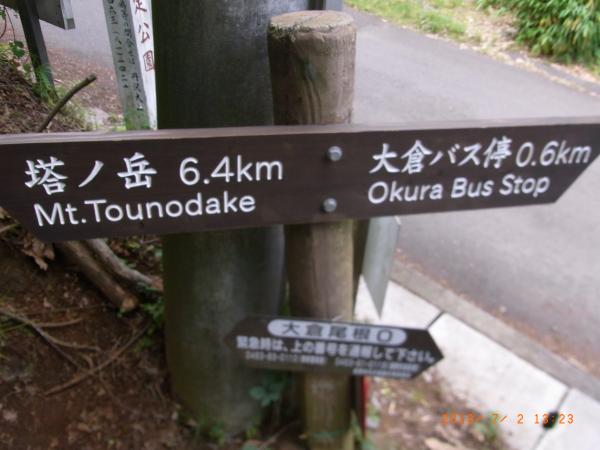 塔ノ岳 6.4km
Mt.Tounodake
大倉バス停 0.6km
Okura Bus Stop
大倉尾根 0
緊急時は、上の番号を通報して下さい。
7/ 2 13:23